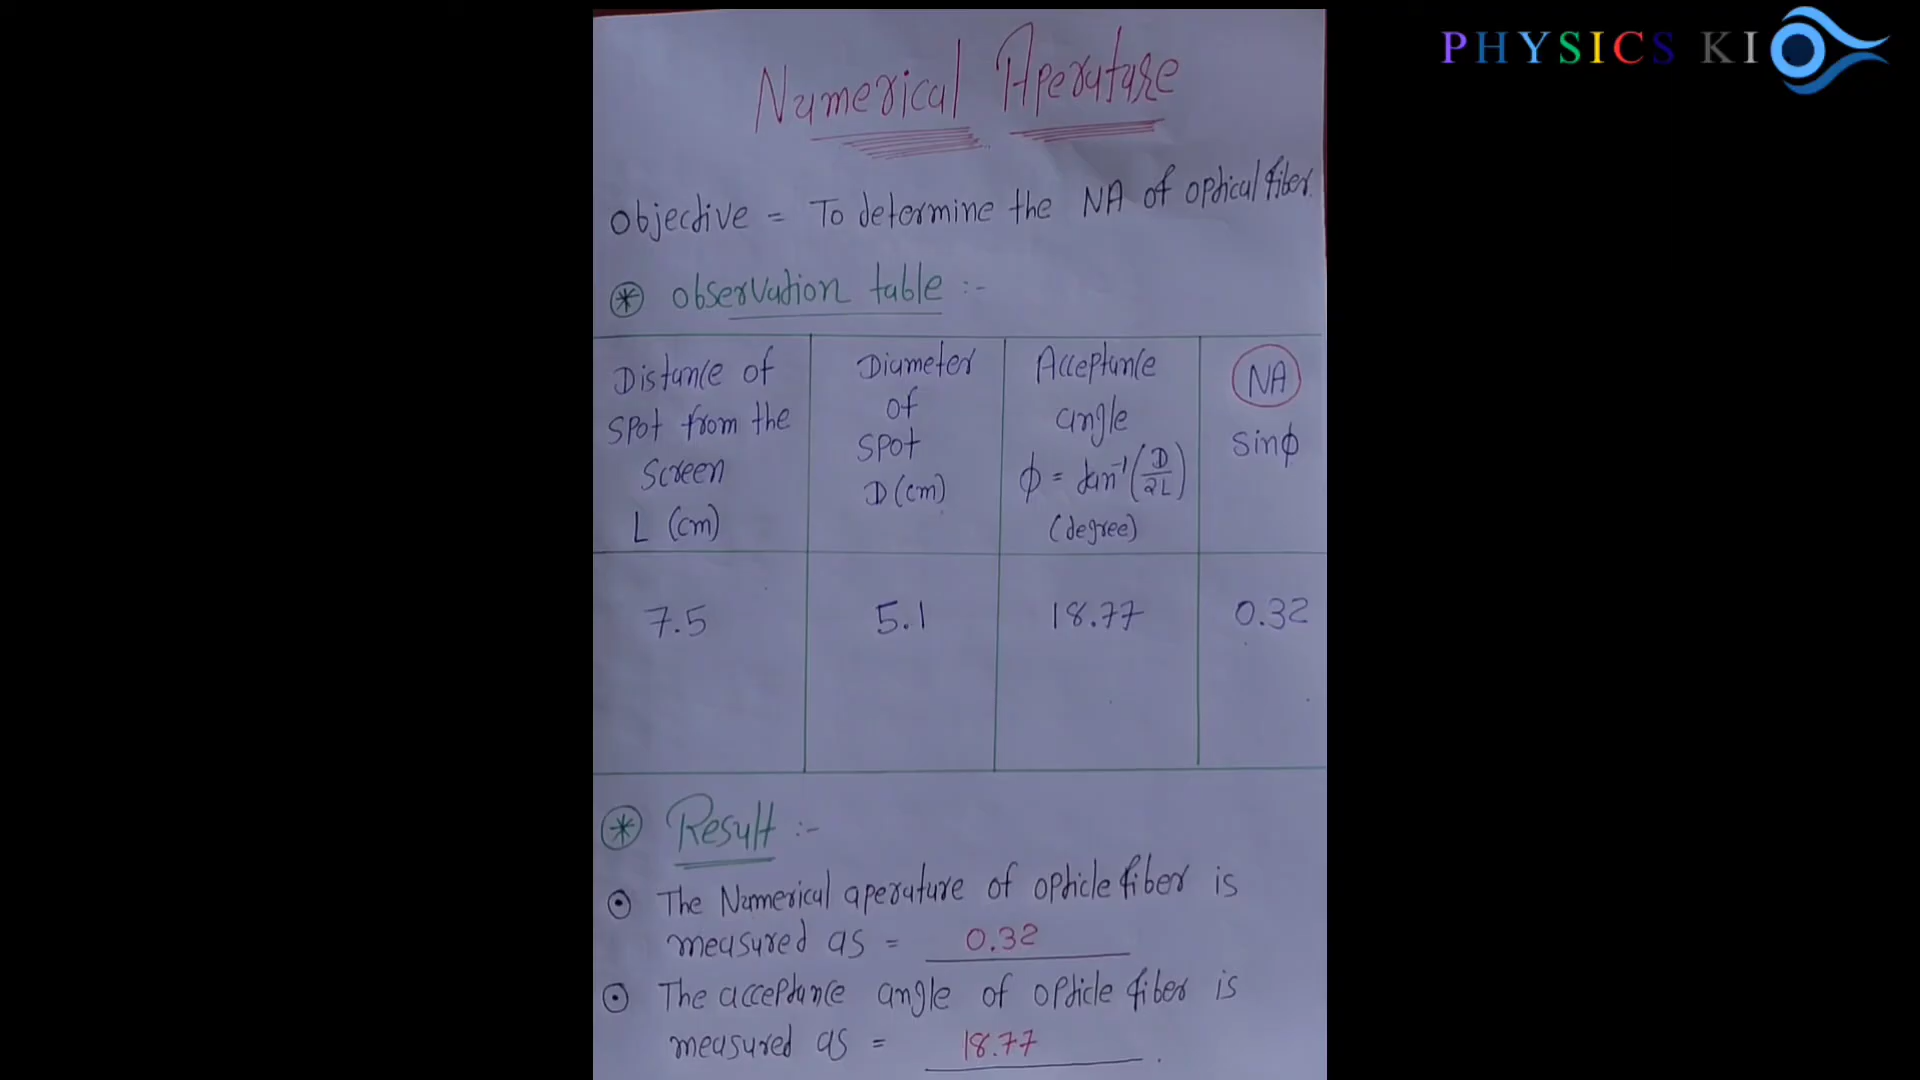 PHYSICS KI
Numerical Aperature
Objective = To determine the NA of optical fiber.
* Observation table :-
Distance of
spot from the
screen
L (cm)
Diameter
of
spot
D (cm)
Acceptance
angle
ϕ = tan⁻¹(D/2L)
(degree)
NA
sinϕ
7.5
5.1
18.77
0.32
* Result :-
The Numerical aperature of opticle fiber is
measured as = 0.32
The acceptance angle of opticle fiber is
measured as = 18.77 .